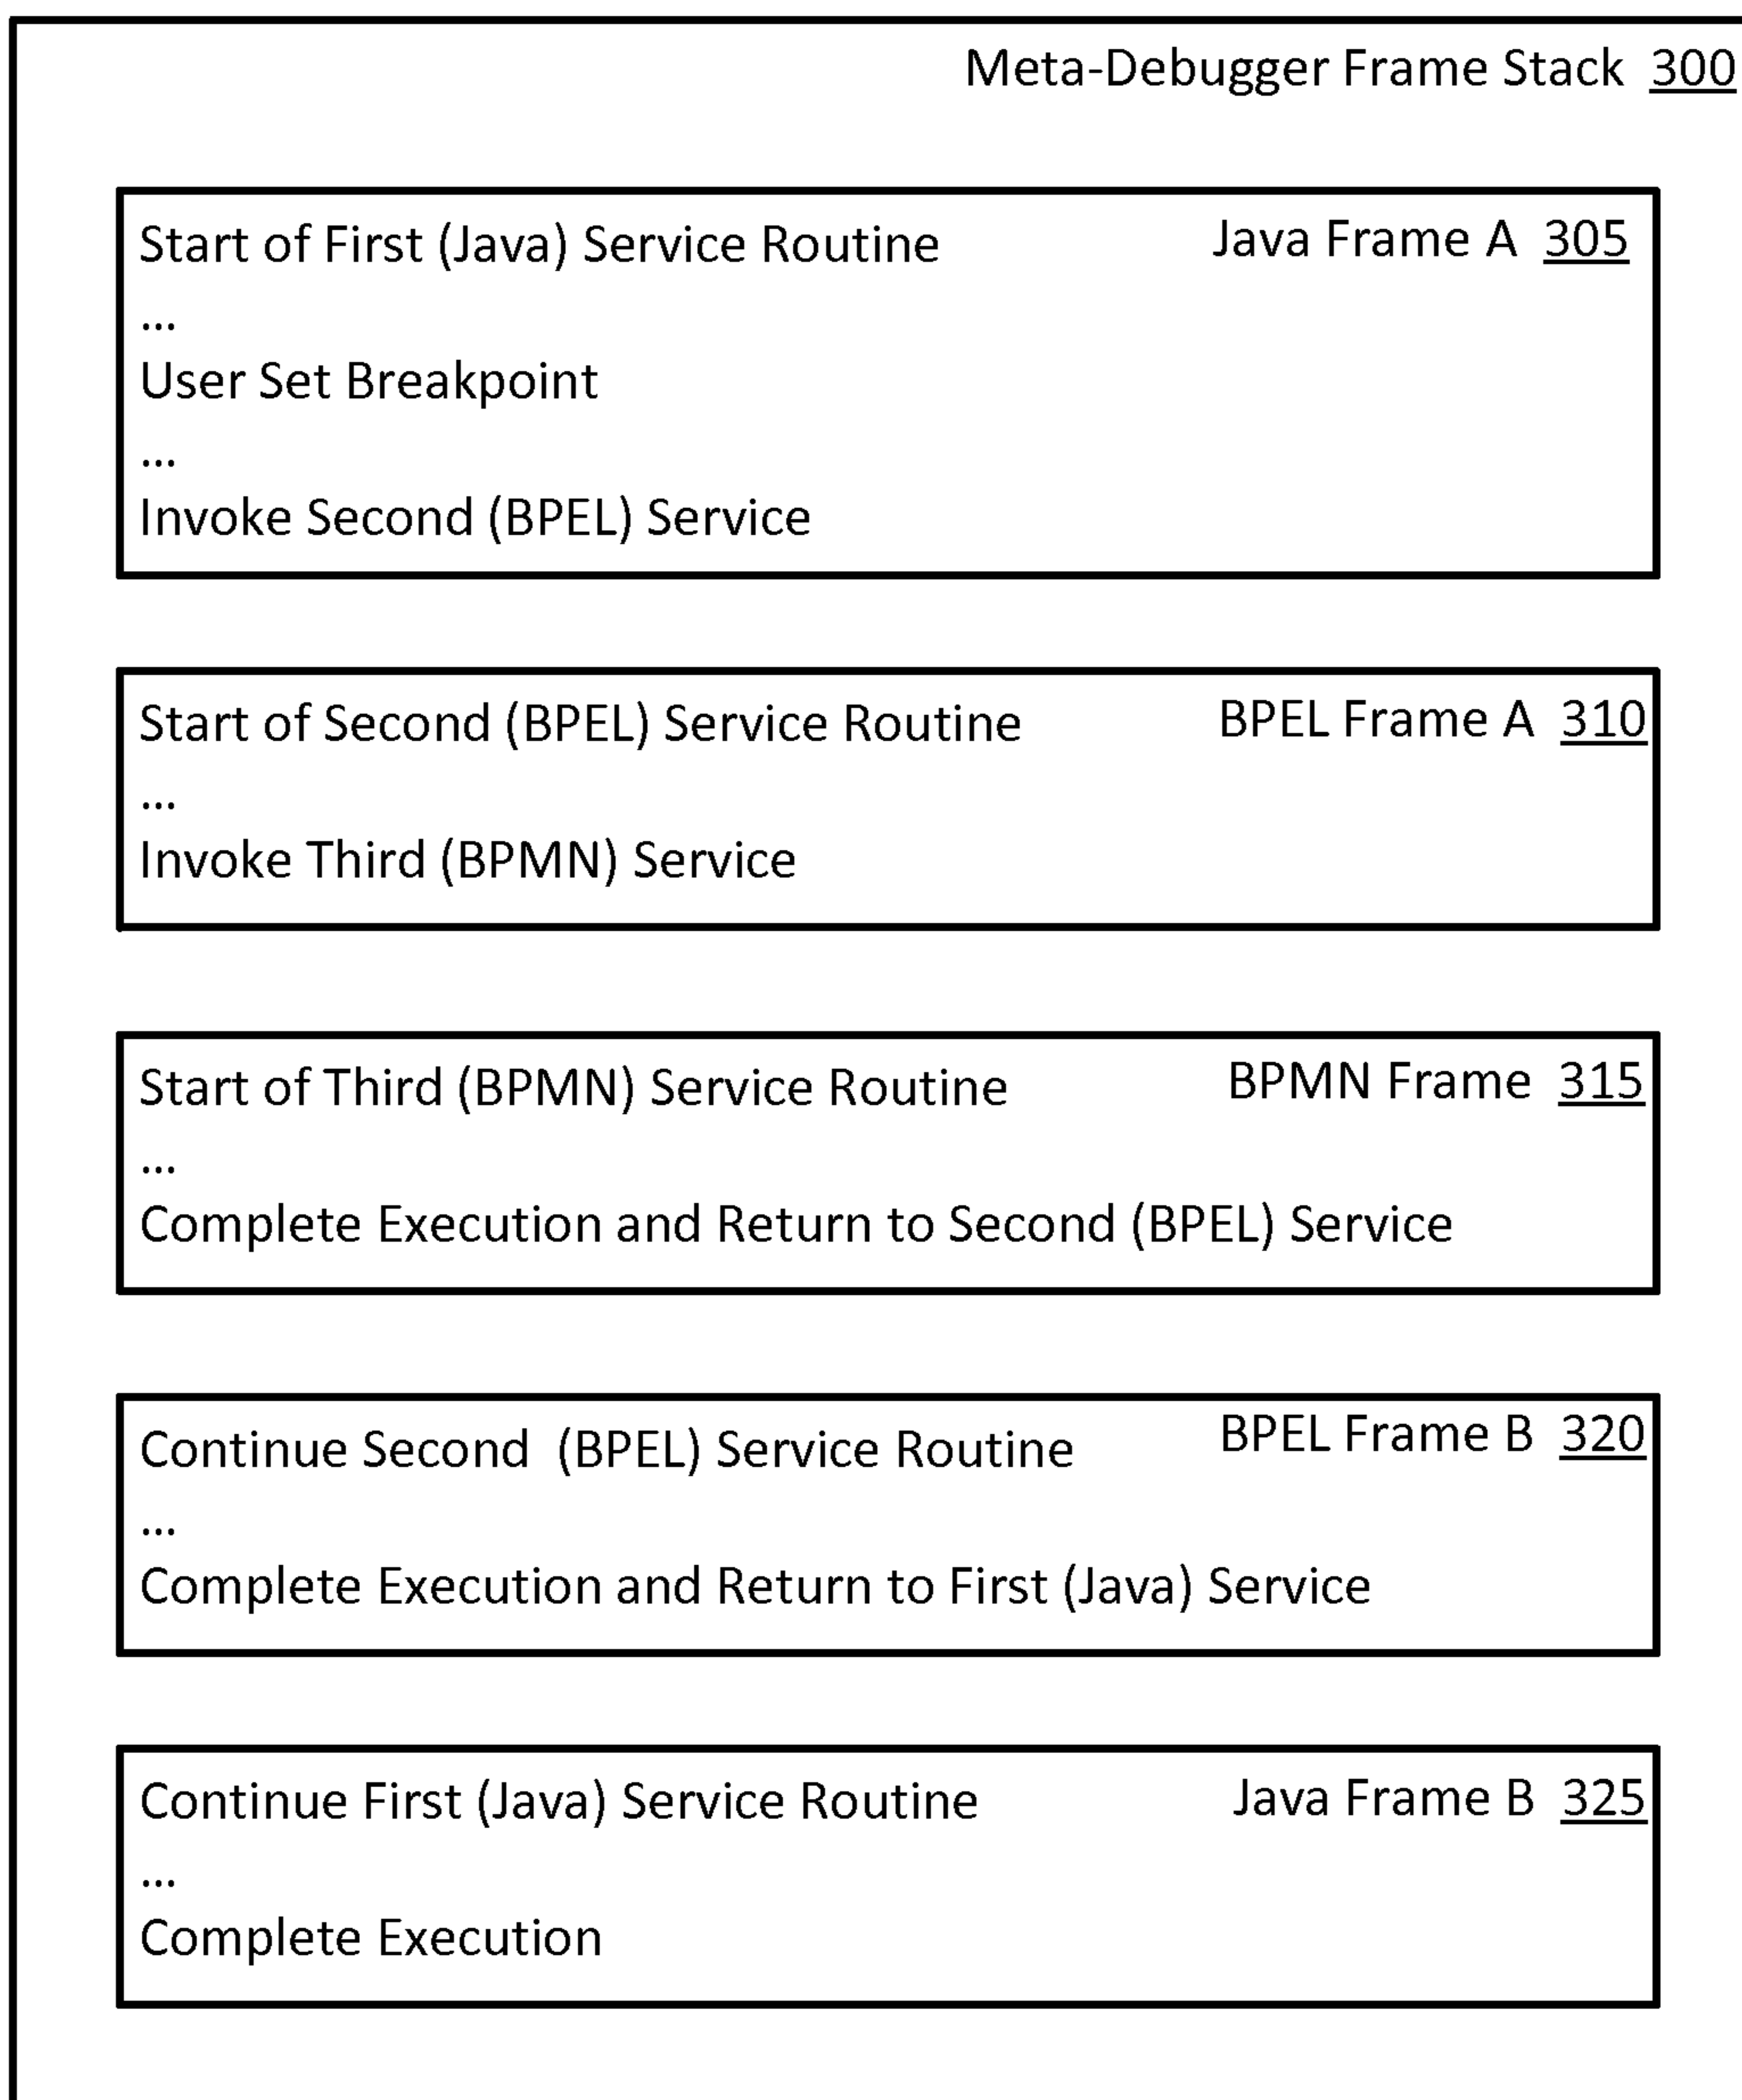 Meta-Debugger Frame Stack 300
Start of First (Java) Service Routine Java Frame A 305
...
User Set Breakpoint
...
Invoke Second (BPEL) Service
Start of Second (BPEL) Service Routine BPEL Frame A 310
...
Invoke Third (BPMN) Service
Start of Third (BPMN) Service Routine BPMN Frame 315
...
Complete Execution and Return to Second (BPEL) Service
Continue Second (BPEL) Service Routine BPEL Frame B 320
...
Complete Execution and Return to First (Java) Service
Continue First (Java) Service Routine Java Frame B 325
...
Complete Execution